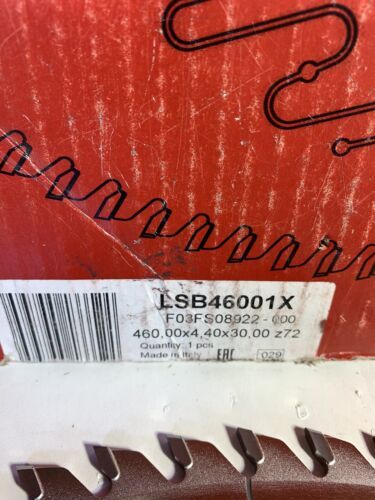 LSB46001X
F03FS08922-000
460,00x4,40x30,00 z72
Quantity: 1 pcs
Made in Italy EAC 029